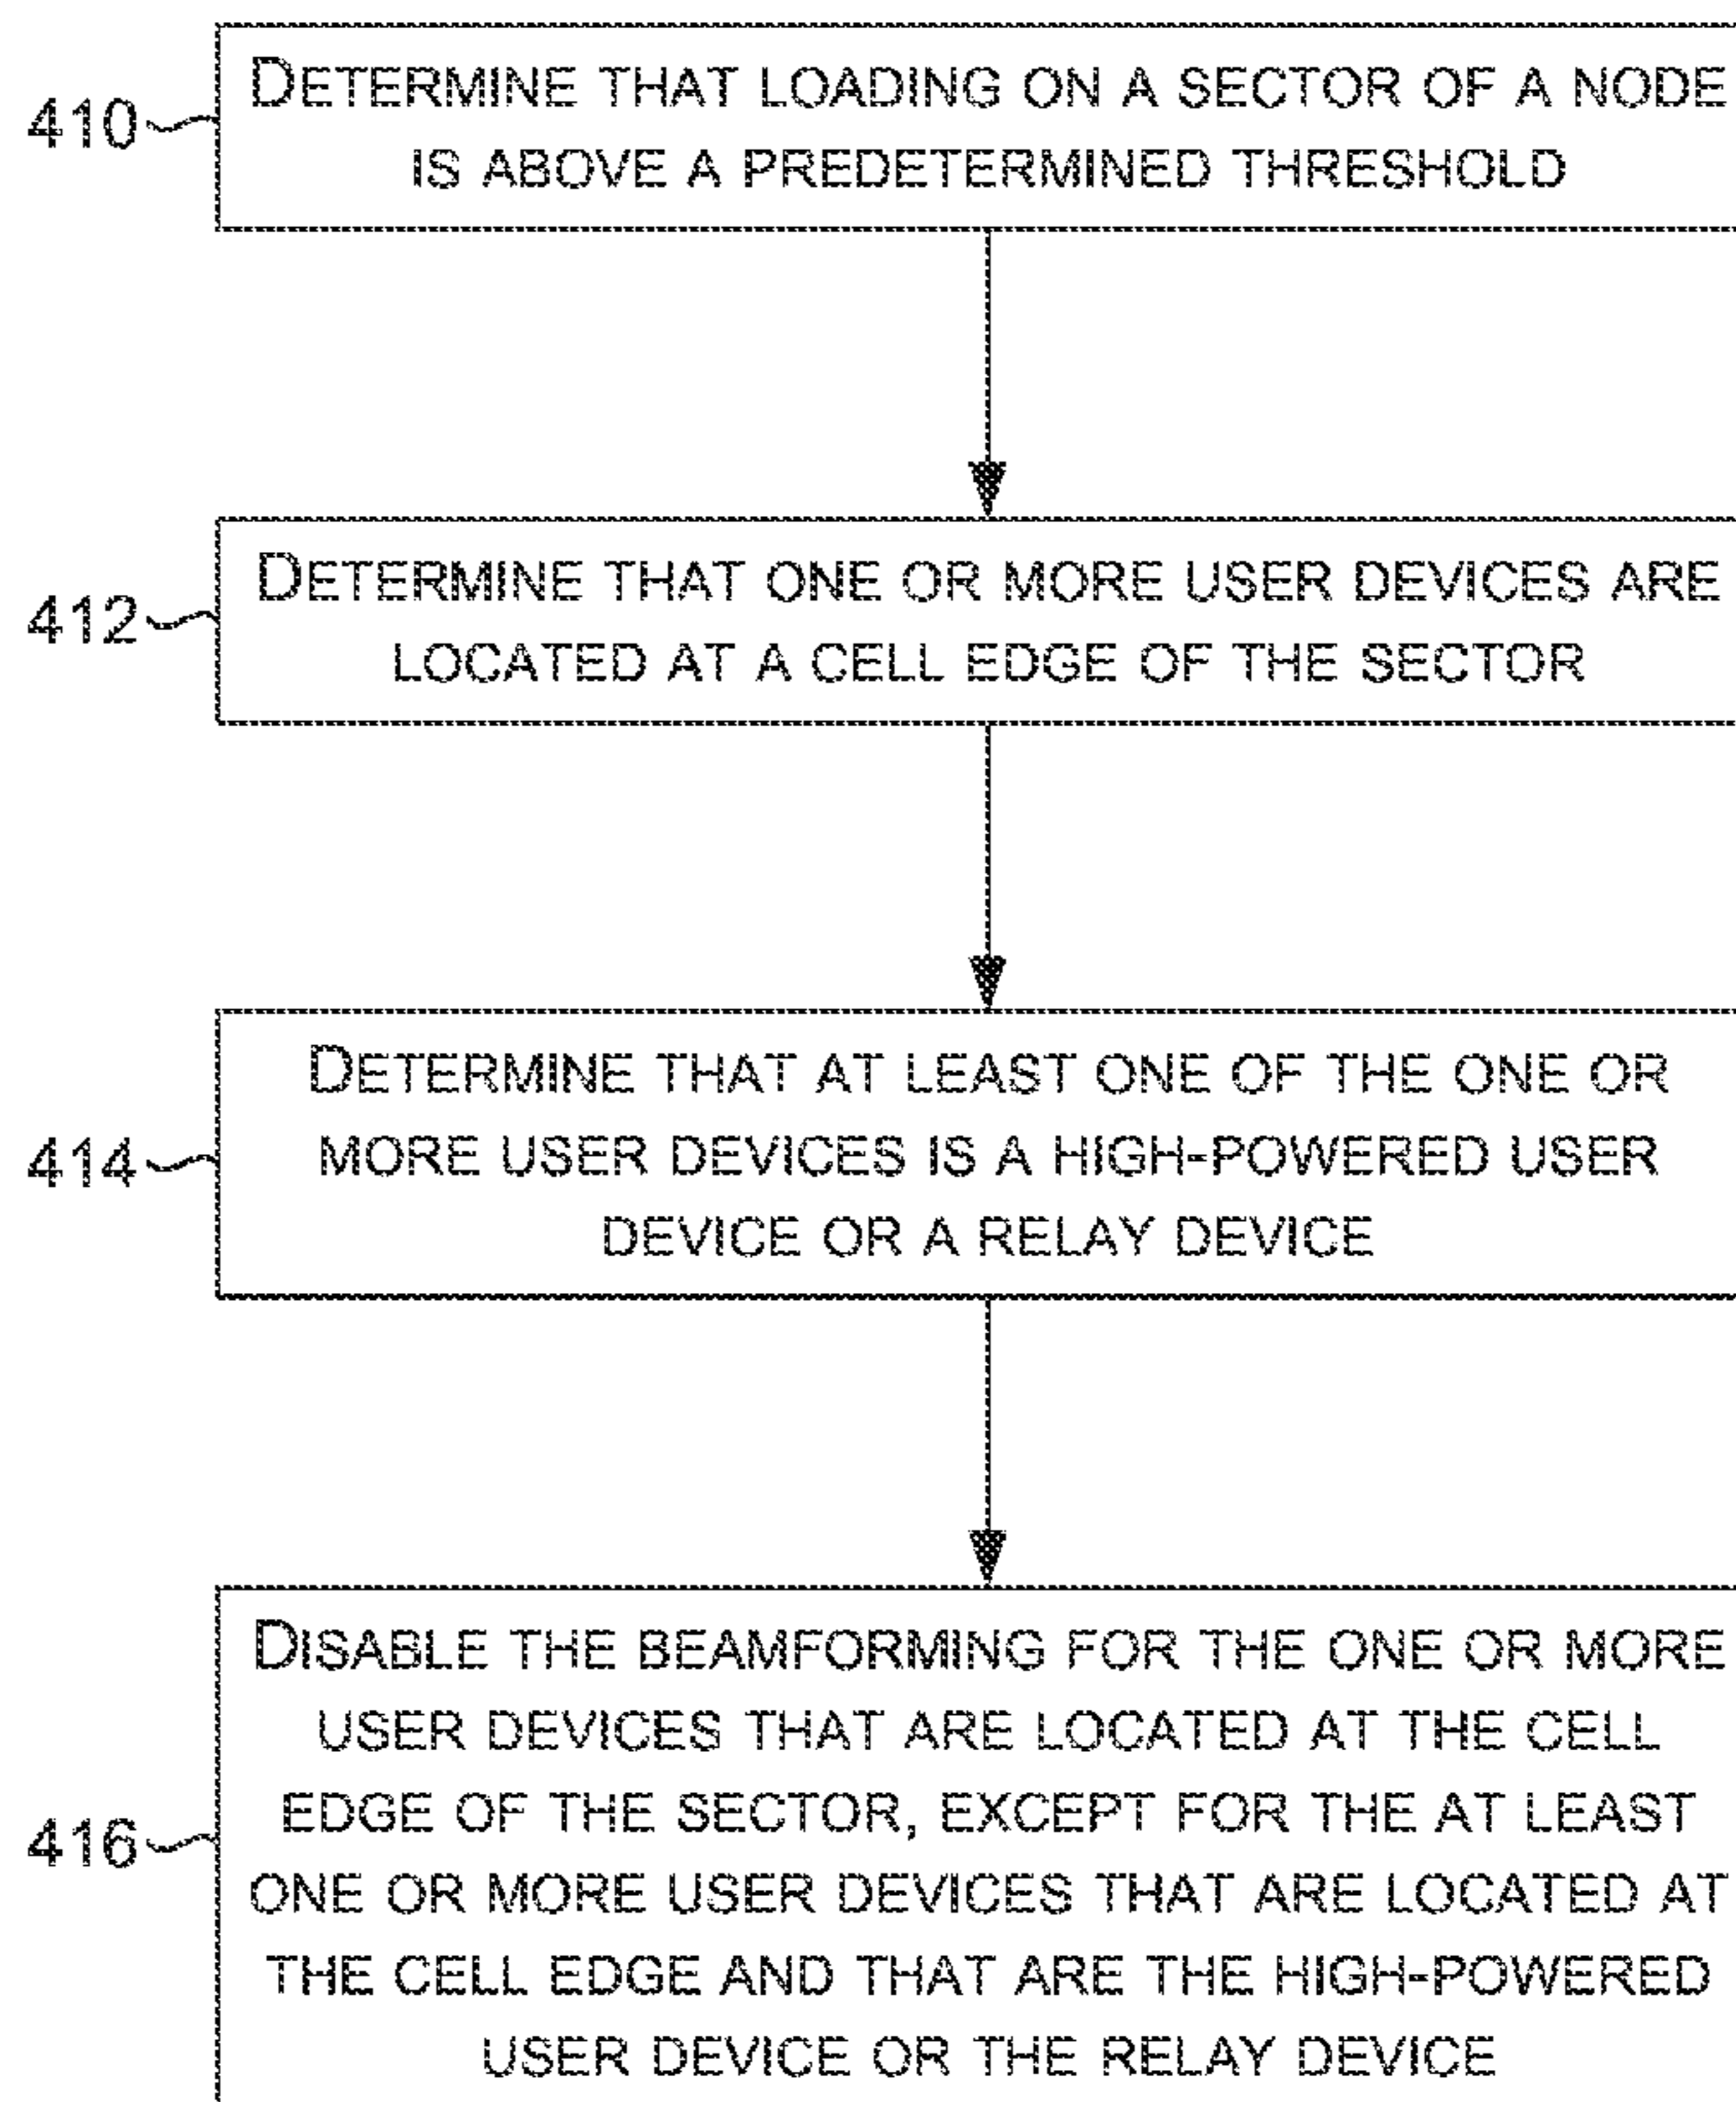 410
DETERMINE THAT LOADING ON A SECTOR OF A NODE
IS ABOVE A PREDETERMINED THRESHOLD
412
DETERMINE THAT ONE OR MORE USER DEVICES ARE
LOCATED AT A CELL EDGE OF THE SECTOR
414
DETERMINE THAT AT LEAST ONE OF THE ONE OR
MORE USER DEVICES IS A HIGH-POWERED USER
DEVICE OR A RELAY DEVICE
416
DISABLE THE BEAMFORMING FOR THE ONE OR MORE
USER DEVICES THAT ARE LOCATED AT THE CELL
EDGE OF THE SECTOR, EXCEPT FOR THE AT LEAST
ONE OR MORE USER DEVICES THAT ARE LOCATED AT
THE CELL EDGE AND THAT ARE THE HIGH-POWERED
USER DEVICE OR THE RELAY DEVICE